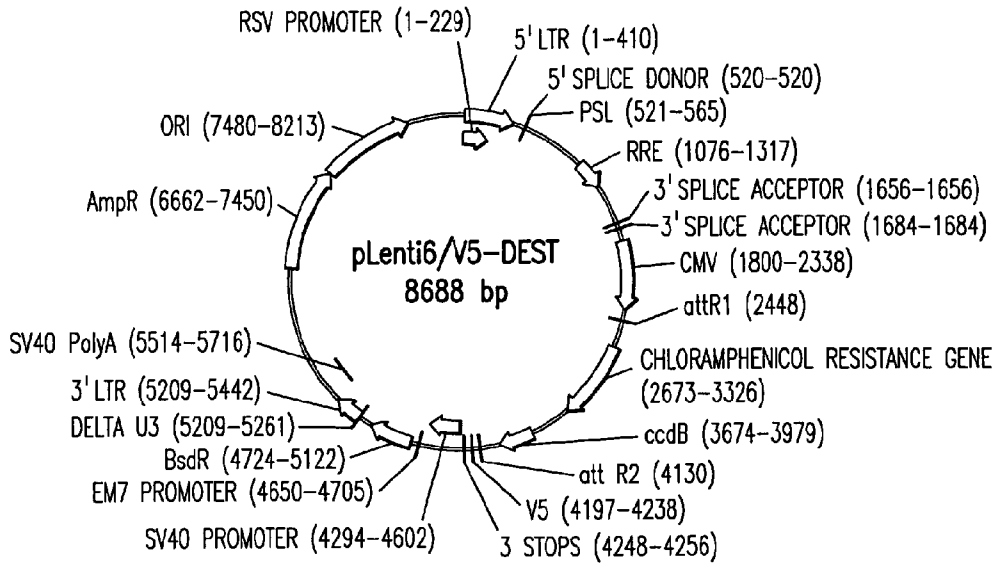 RSV PROMOTER (1–229)
5' LTR (1–410)
5' SPLICE DONOR (520–520)
PSL (521–565)
RRE (1076–1317)
3' SPLICE ACCEPTOR (1656–1656)
3' SPLICE ACCEPTOR (1684–1684)
CMV (1800–2338)
attR1 (2448)
CHLORAMPHENICOL RESISTANCE GENE
(2673–3326)
ccdB (3674–3979)
att R2 (4130)
V5 (4197–4238)
3 STOPS (4248–4256)
SV40 PROMOTER (4294–4602)
EM7 PROMOTER (4650–4705)
BsdR (4724–5122)
DELTA U3 (5209–5261)
3' LTR (5209–5442)
SV40 PolyA (5514–5716)
AmpR (6662–7450)
ORI (7480–8213)
pLenti6/V5–DEST
8688 bp